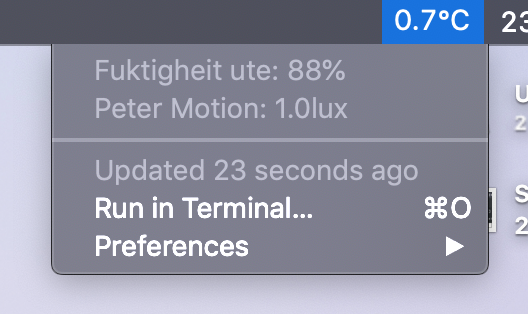 0.7°C 23
Fuktigheit ute: 88%
Peter Motion: 1.0lux
Updated 23 seconds ago
Run in Terminal... ⌘O
Preferences ▶